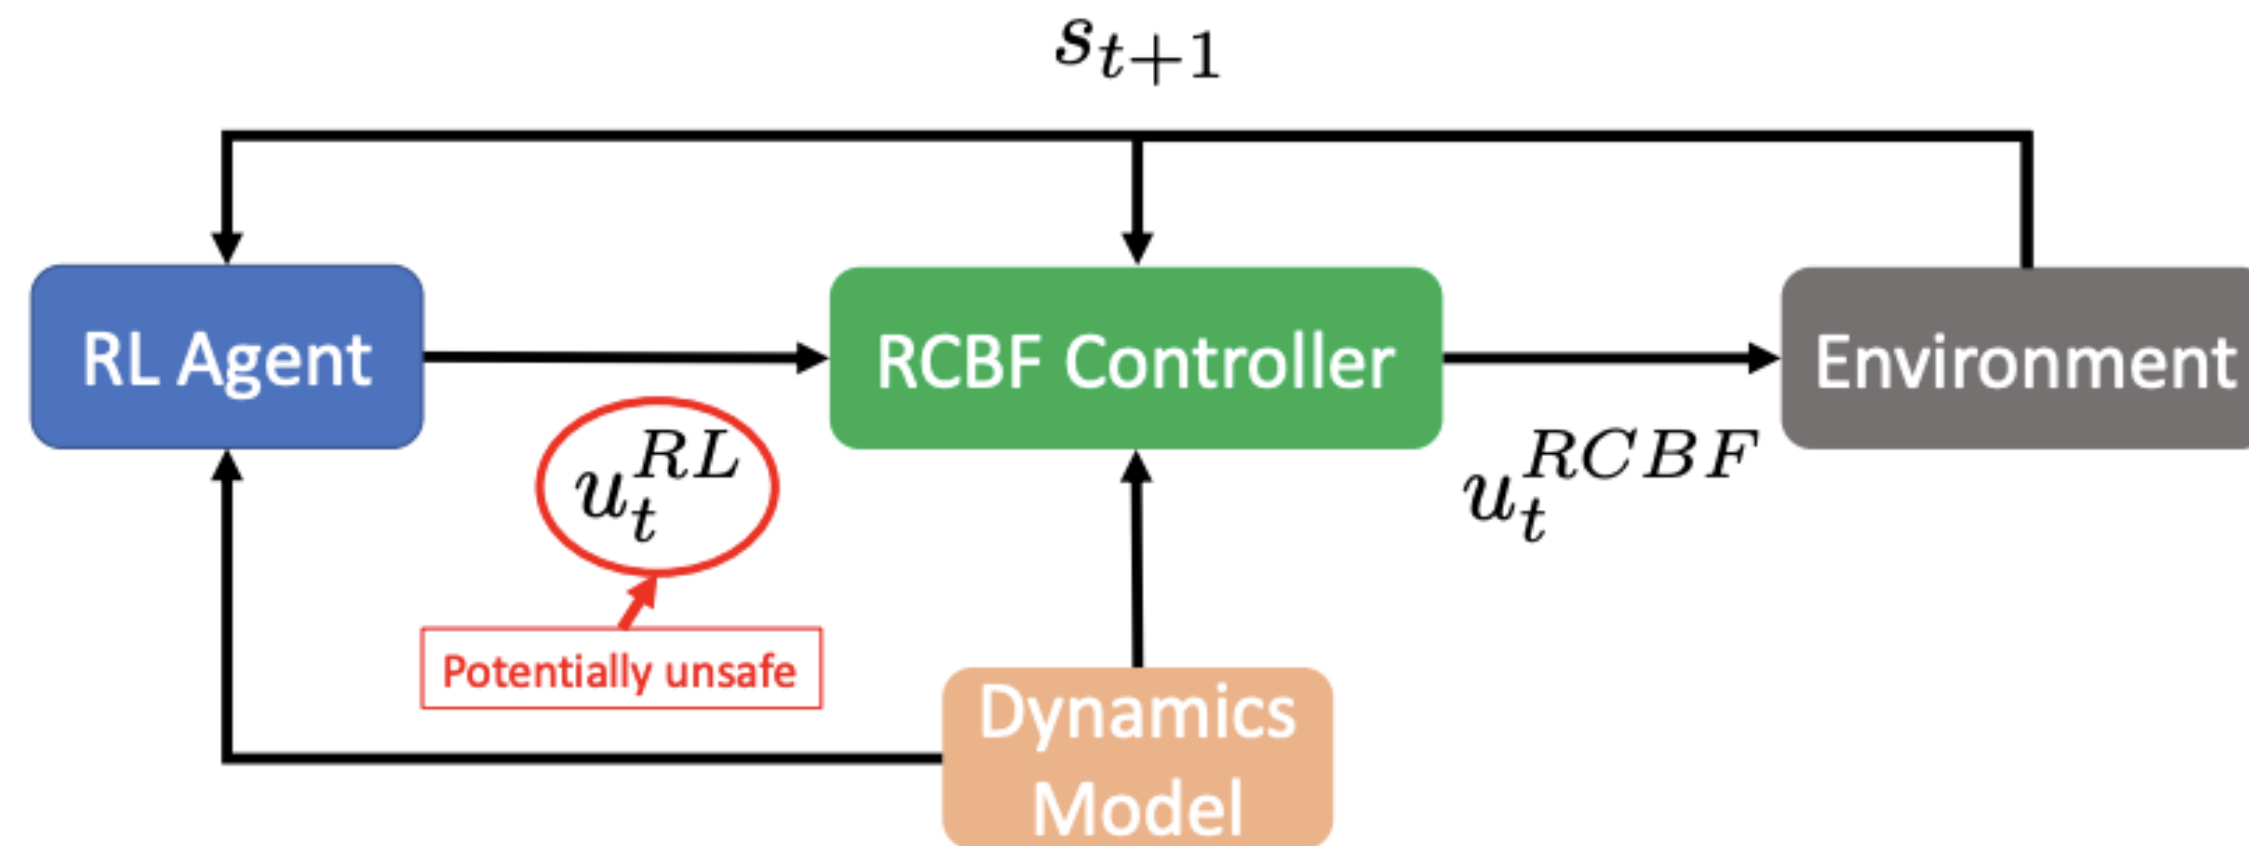 s_{t+1}
RL Agent
RCBF Controller
Environment
u_t^{RL}
u_t^{RCBF}
Potentially unsafe
Dynamics
Model